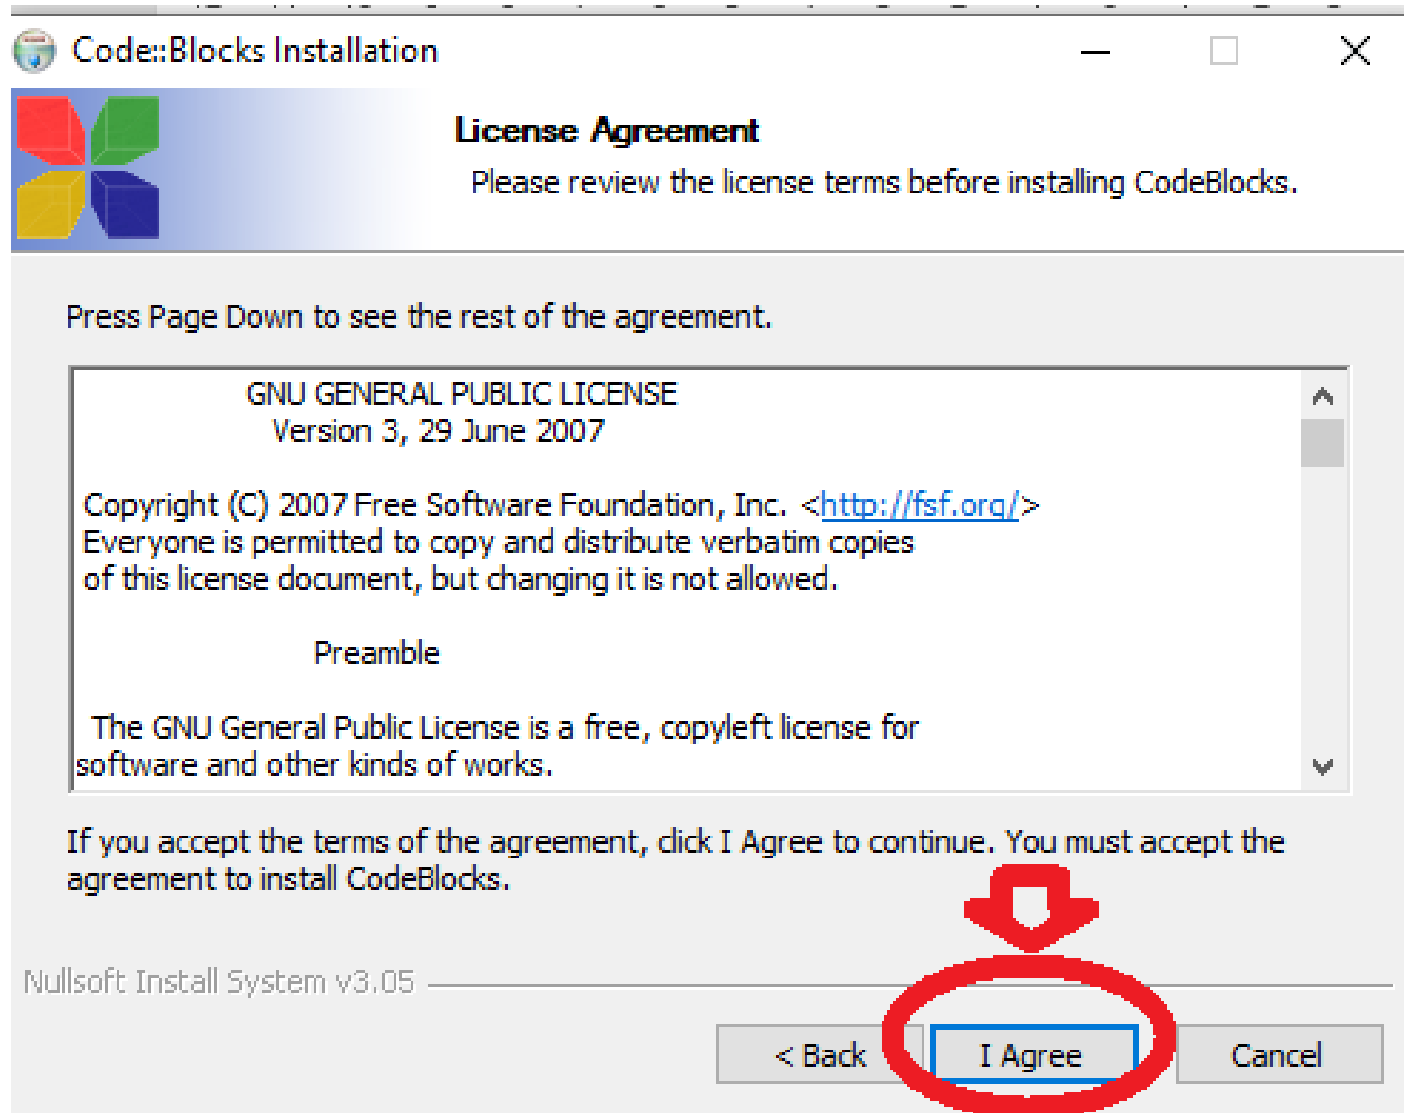 Code::Blocks Installation
License Agreement
Please review the license terms before installing CodeBlocks.
Press Page Down to see the rest of the agreement.
GNU GENERAL PUBLIC LICENSE
Version 3, 29 June 2007
Copyright (C) 2007 Free Software Foundation, Inc. <http://fsf.org/>
Everyone is permitted to copy and distribute verbatim copies
of this license document, but changing it is not allowed.
Preamble
The GNU General Public License is a free, copyleft license for
software and other kinds of works.
If you accept the terms of the agreement, click I Agree to continue. You must accept the
agreement to install CodeBlocks.
Nullsoft Install System v3.05
< Back
I Agree
Cancel